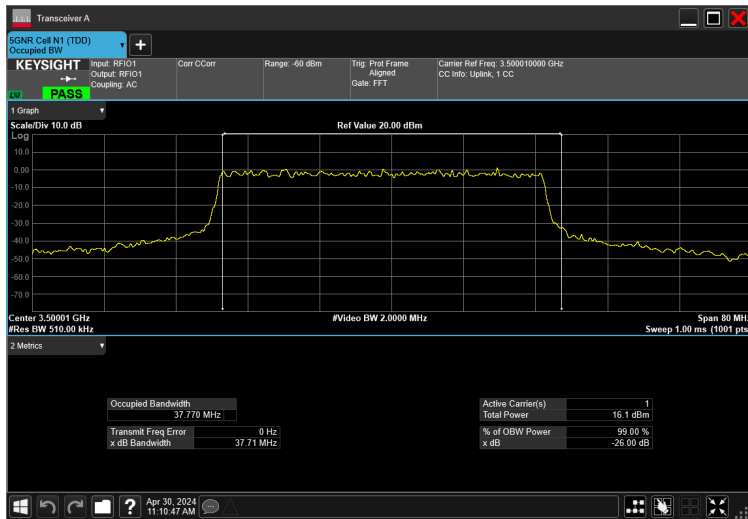 Transceiver A
5GNR Cell N1 (TDD)
Occupied BW
KEYSIGHT
LXI
PASS
Input: RFIO1
Output: RFIO1
Coupling: AC
Corr CCorr
Range: -60 dBm
Trig: Prot Frame
Aligned
Gate: FFT
Carrier Ref Freq: 3.500010000 GHz
CC Info: Uplink, 1 CC
1 Graph
Scale/Div 10.0 dB
Ref Value 20.00 dBm
Log
10.0
0.00
-10.0
-20.0
-30.0
-40.0
-50.0
-60.0
-70.0
Center 3.50001 GHz
#Video BW 2.0000 MHz
Span 80 MHz
#Res BW 510.00 kHz
Sweep 1.00 ms (1001 pts
2 Metrics
Occupied Bandwidth
37.770 MHz
Transmit Freq Error 0 Hz
x dB Bandwidth 37.71 MHz
Active Carrier(s) 1
Total Power 16.1 dBm
% of OBW Power 99.00 %
x dB -26.00 dB
?
Apr 30, 2024
11:10:47 AM